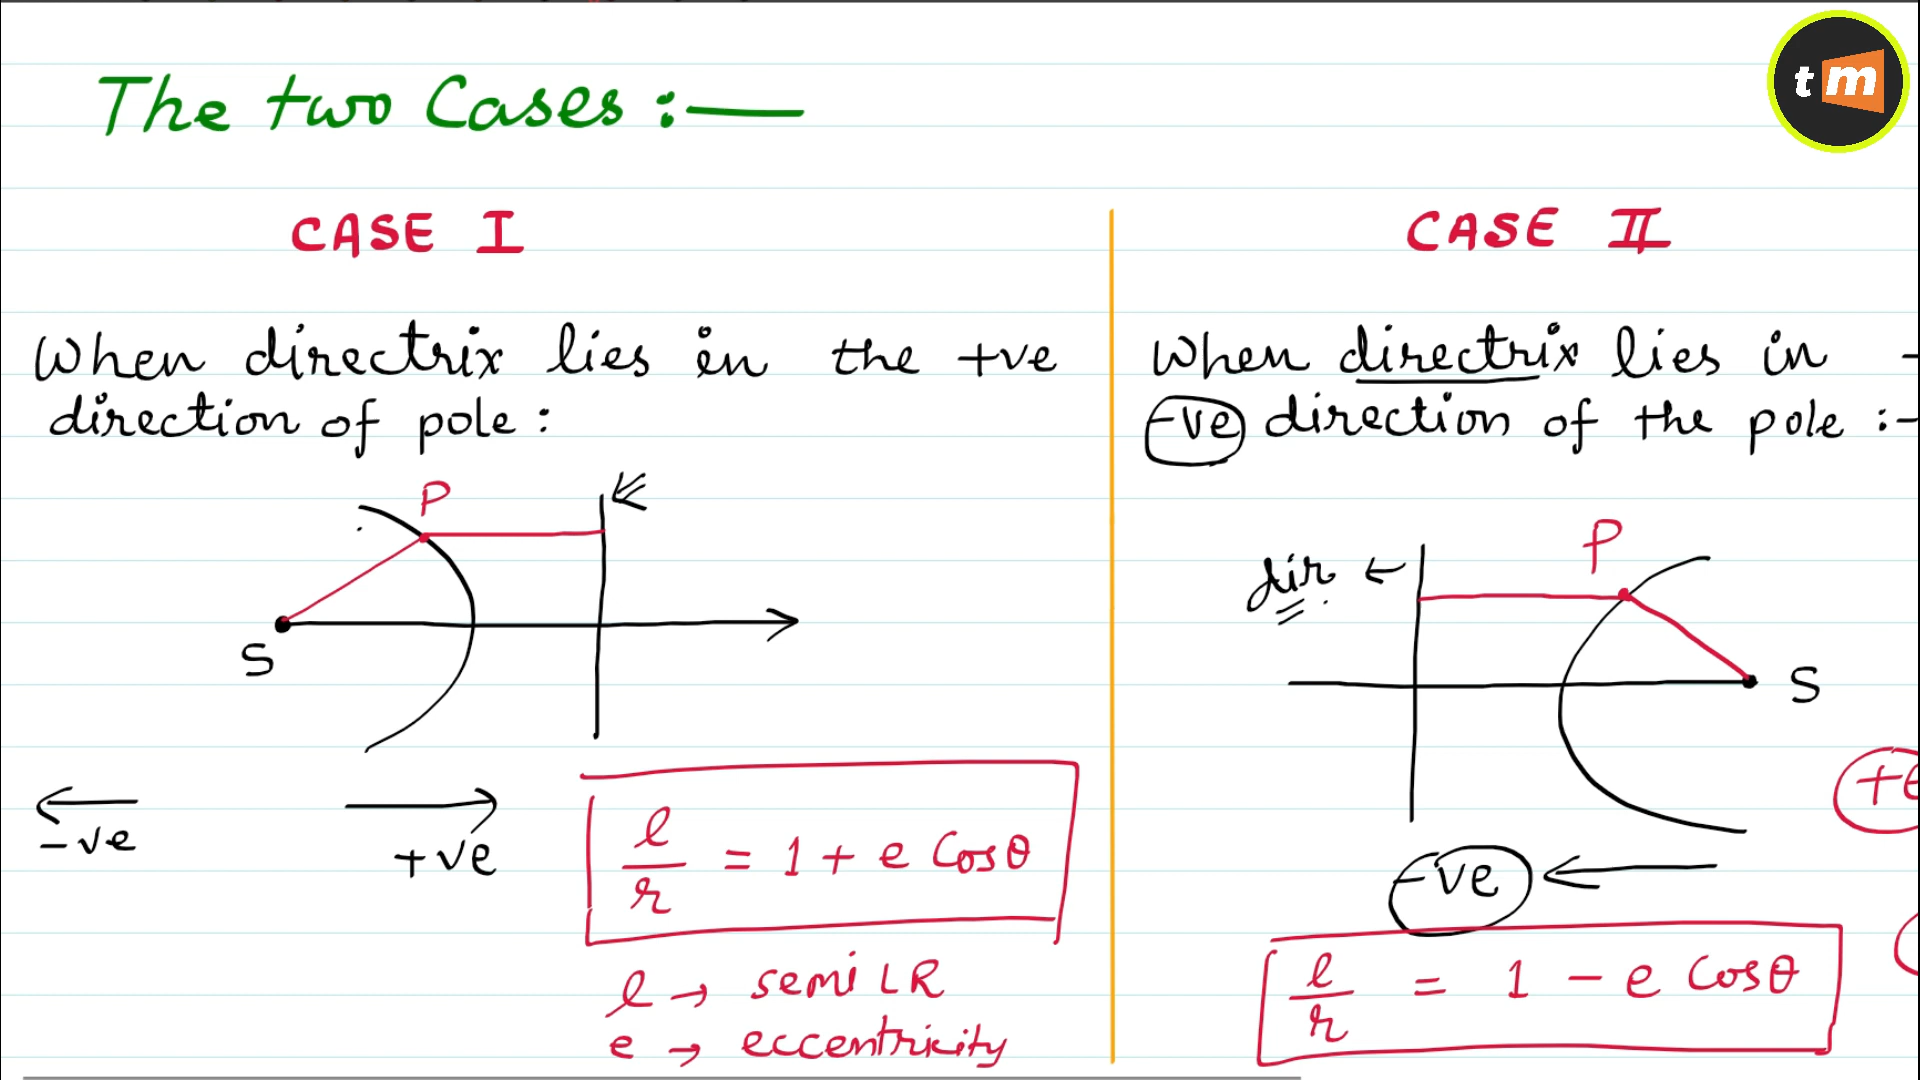 The two Cases :—
tm
CASE I
When directrix lies in the +ve
direction of pole :
P
S
-ve
+ve
l/r = 1 + e Cosθ
l → semi LR
e → eccentricity
CASE II
When directrix lies in -
-ve direction of the pole :-
P
dir.
S
-ve
l/r = 1 - e Cosθ